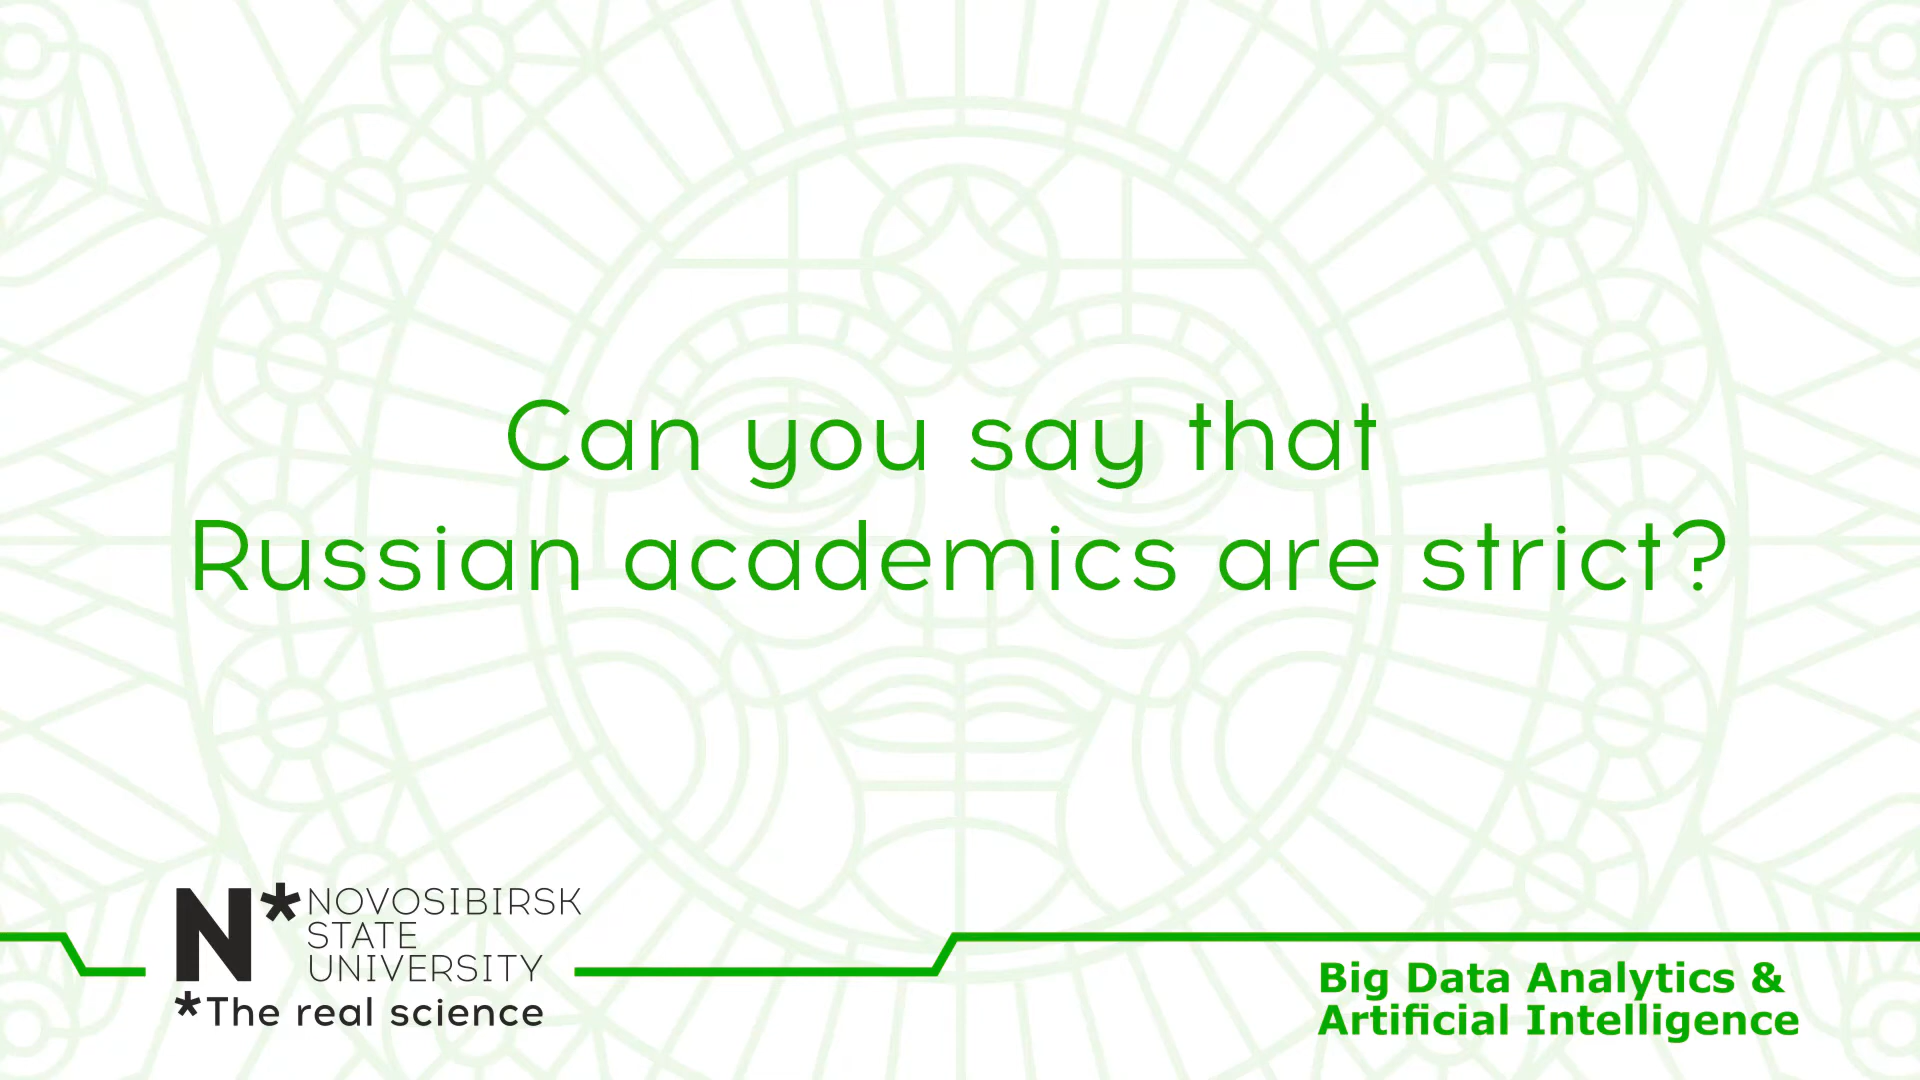 Can you say that
Russian academics are strict?
N*
NOVOSIBIRSK
STATE
UNIVERSITY
*The real science
Big Data Analytics &
Artificial Intelligence